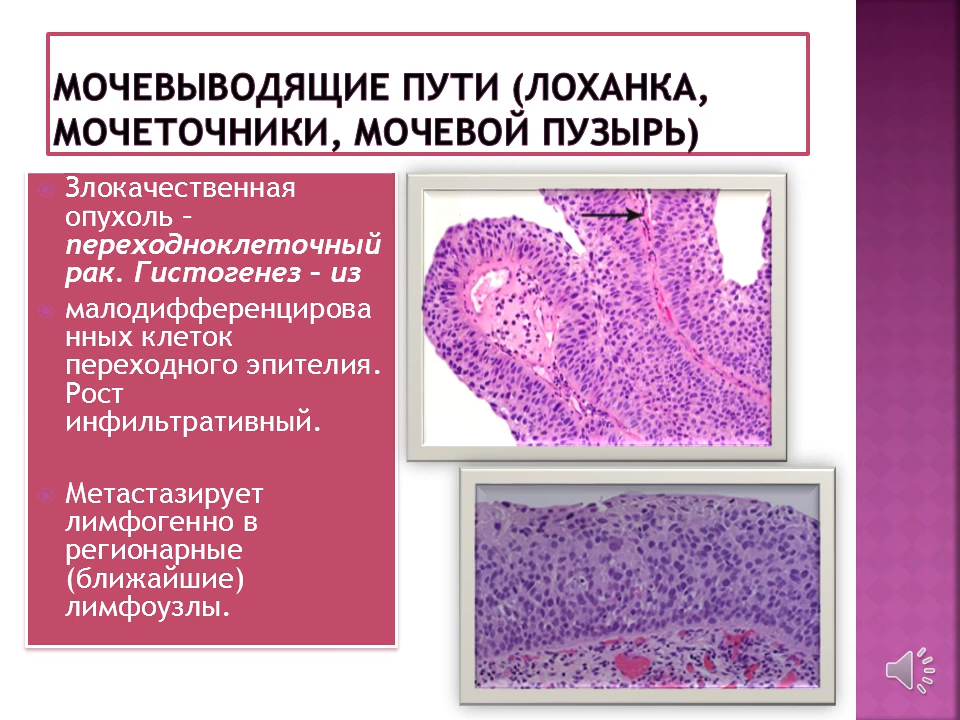 МОЧЕВЫВОДЯЩИЕ ПУТИ (ЛОХАНКА,
МОЧЕТОЧНИКИ, МОЧЕВОЙ ПУЗЫРЬ)
Злокачественная
опухоль –
переходноклеточный
рак. Гистогенез – из
малодифференцирова
нных клеток
переходного эпителия.
Рост
инфильтративный.
Метастазирует
лимфогенно в
регионарные
(ближайшие)
лимфоузлы.